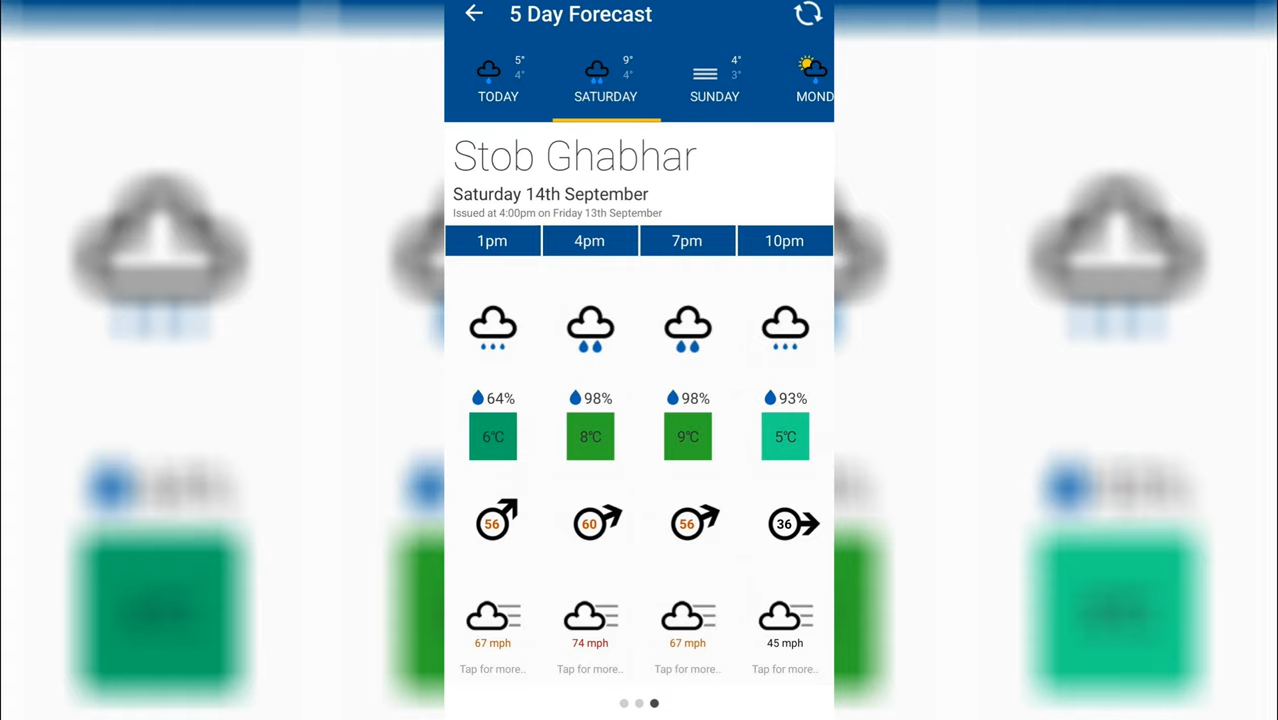 5 Day Forecast
5° 9° 4°
4° 4° 3°
TODAY SATURDAY SUNDAY MOND
Stob Ghabhar
Saturday 14th September
Issued at 4:00pm on Friday 13th September
1pm 4pm 7pm 10pm
64% 98% 98% 93%
6°C 8°C 9°C 5°C
56 60 56 36
67 mph 74 mph 67 mph 45 mph
Tap for more.. Tap for more.. Tap for more.. Tap for more..